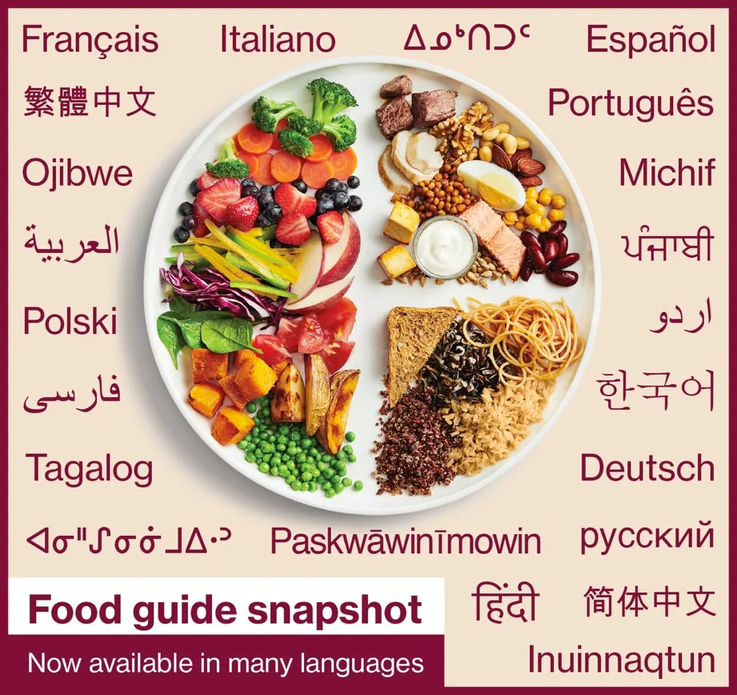 Français Italiano ᐃᓄᒃᑎᑐᑦ Español
繁體中文 Português
Ojibwe Michif
العربية ਪੰਜਾਬੀ
Polski اردو
فارسی 한국어
Tagalog Deutsch
ᐊᓂᐦᔑᓂᓃᒧᐏᐣ Paskwāwinīmowin русский
Food guide snapshot हिंदी 简体中文
Now available in many languages Inuinnaqtun